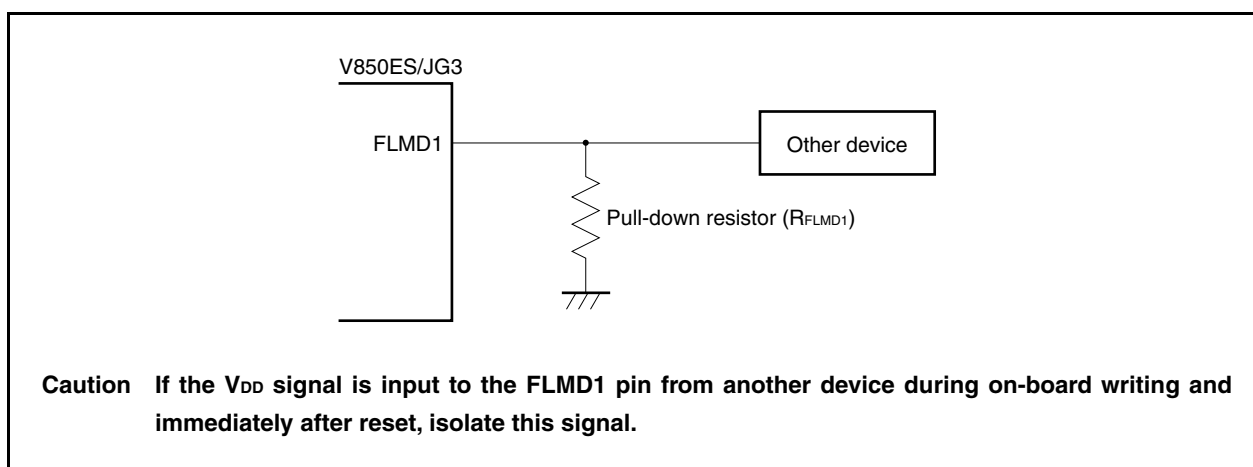 V850ES/JG3
FLMD1
Other device
Pull-down resistor (RFLMD1)
Caution If the VDD signal is input to the FLMD1 pin from another device during on-board writing and
immediately after reset, isolate this signal.